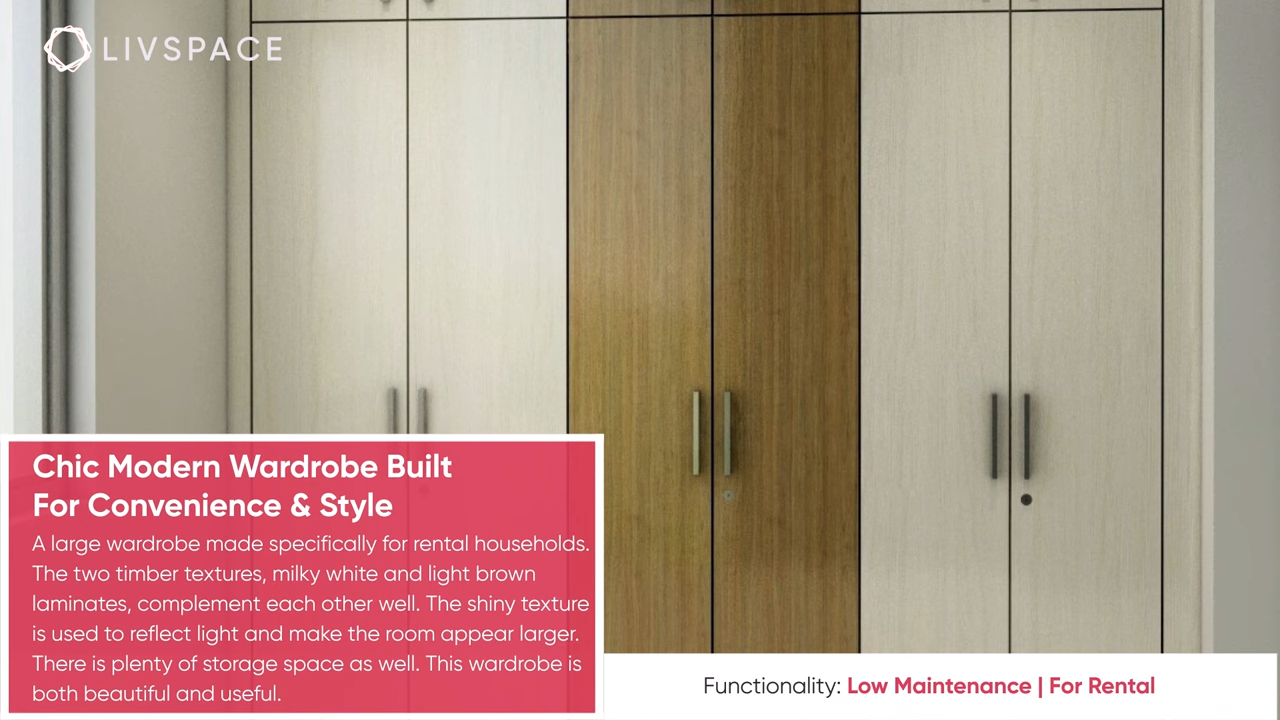 LIVSPACE
Chic Modern Wardrobe Built
For Convenience & Style
A large wardrobe made specifically for rental households.
The two timber textures, milky white and light brown
laminates, complement each other well. The shiny texture
is used to reflect light and make the room appear larger.
There is plenty of storage space as well. This wardrobe is
both beautiful and useful.
Functionality: Low Maintenance | For Rental